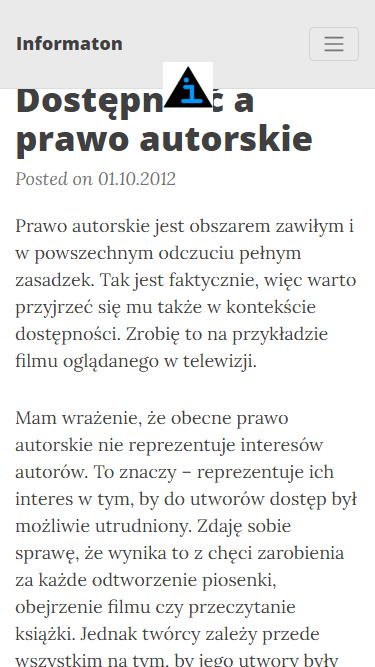 Informaton
Dostępność a
prawo autorskie
Posted on 01.10.2012
Prawo autorskie jest obszarem zawiłym i
w powszechnym odczuciu pełnym
zasadzek. Tak jest faktycznie, więc warto
przyjrzeć się mu także w kontekście
dostępności. Zrobię to na przykładzie
filmu oglądanego w telewizji.
Mam wrażenie, że obecne prawo
autorskie nie reprezentuje interesów
autorów. To znaczy – reprezentuje ich
interes w tym, by do utworów dostęp był
możliwie utrudniony. Zdaję sobie
sprawę, że wynika to z chęci zarobienia
za każde odtworzenie piosenki,
obejrzenie filmu czy przeczytanie
książki. Jednak twórcy zależy przede
wszystkim na tym, by jego utwory były